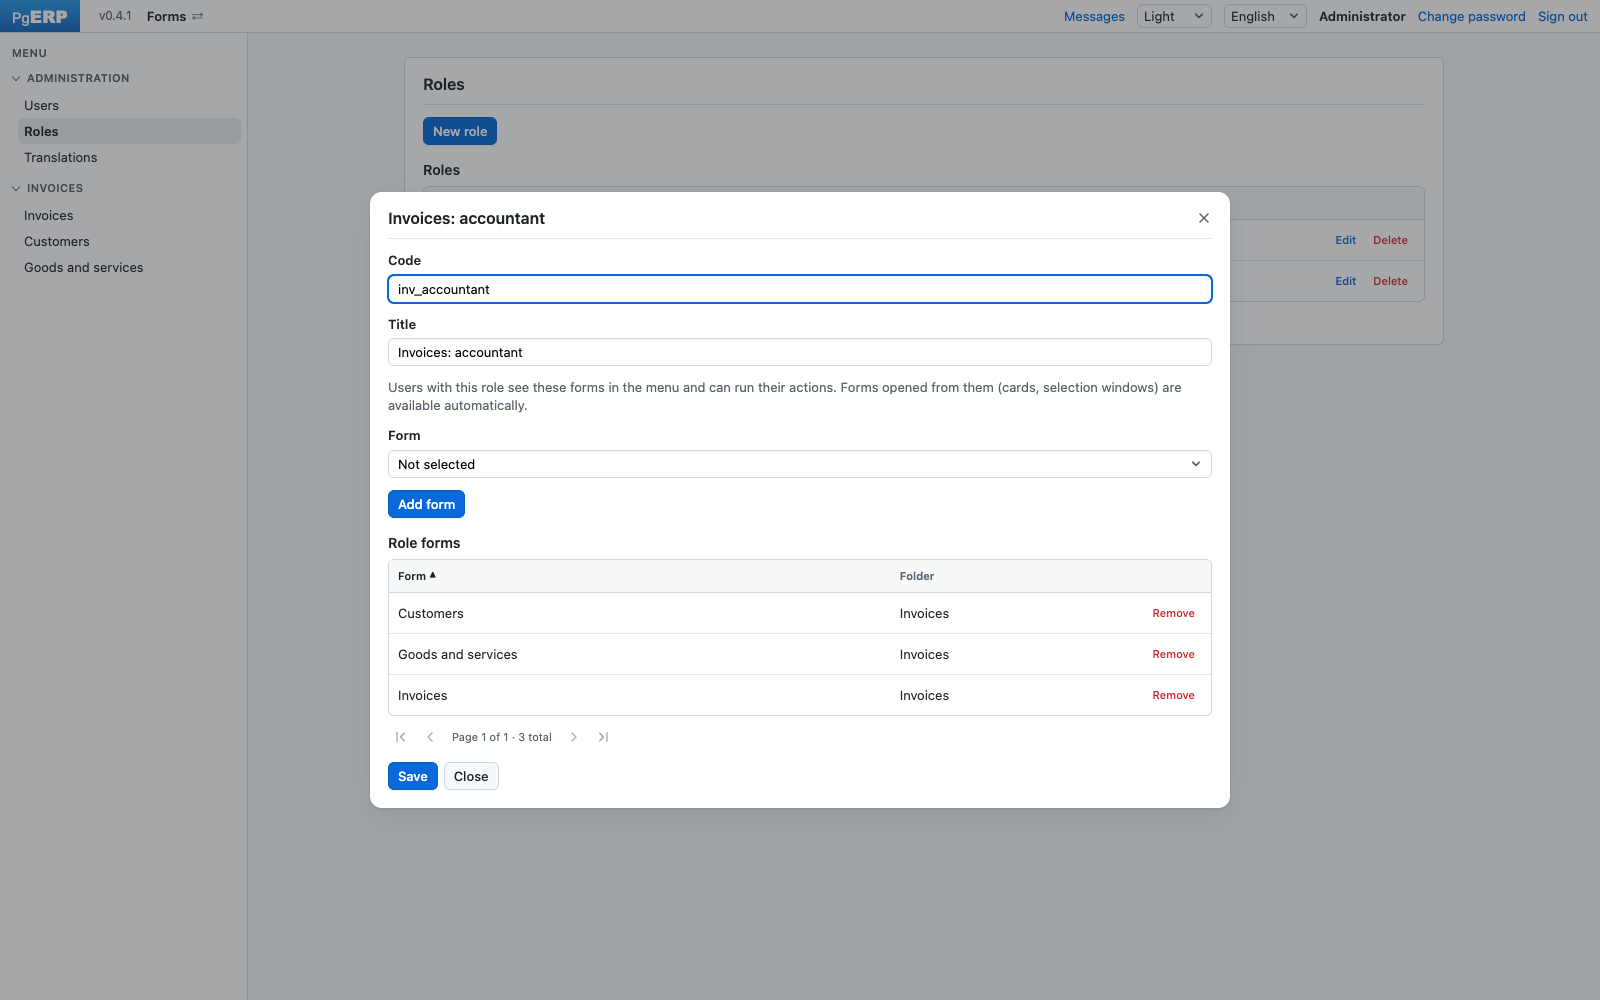 PgERP v0.4.1 Forms ⇄ Messages Light English Administrator Change password Sign out
MENU
ADMINISTRATION
Users
Roles
Translations
INVOICES
Invoices
Customers
Goods and services
Roles
New role
Roles
Edit Delete
Edit Delete
Invoices: accountant
Code
inv_accountant
Title
Invoices: accountant
Users with this role see these forms in the menu and can run their actions. Forms opened from them (cards, selection windows) are
available automatically.
Form
Not selected
Add form
Role forms
Form ▲ Folder
Customers Invoices Remove
Goods and services Invoices Remove
Invoices Invoices Remove
Page 1 of 1 · 3 total
Save Close